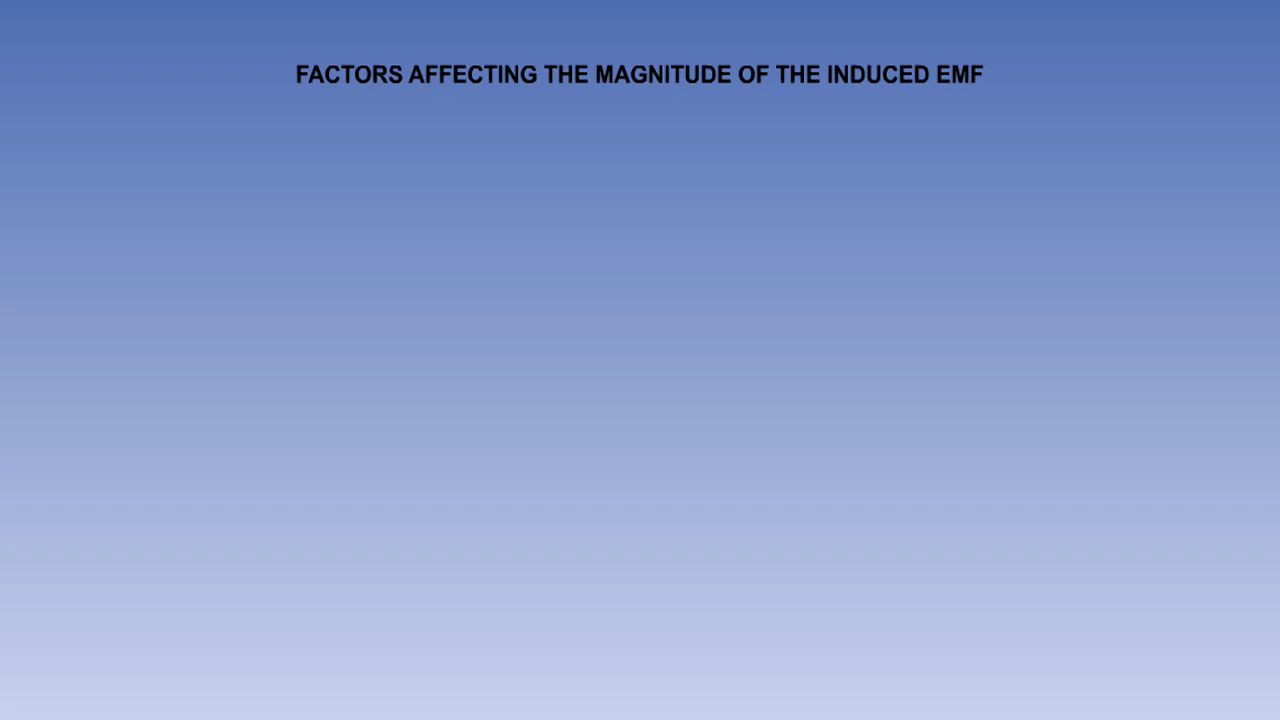 FACTORS AFFECTING THE MAGNITUDE OF THE INDUCED EMF